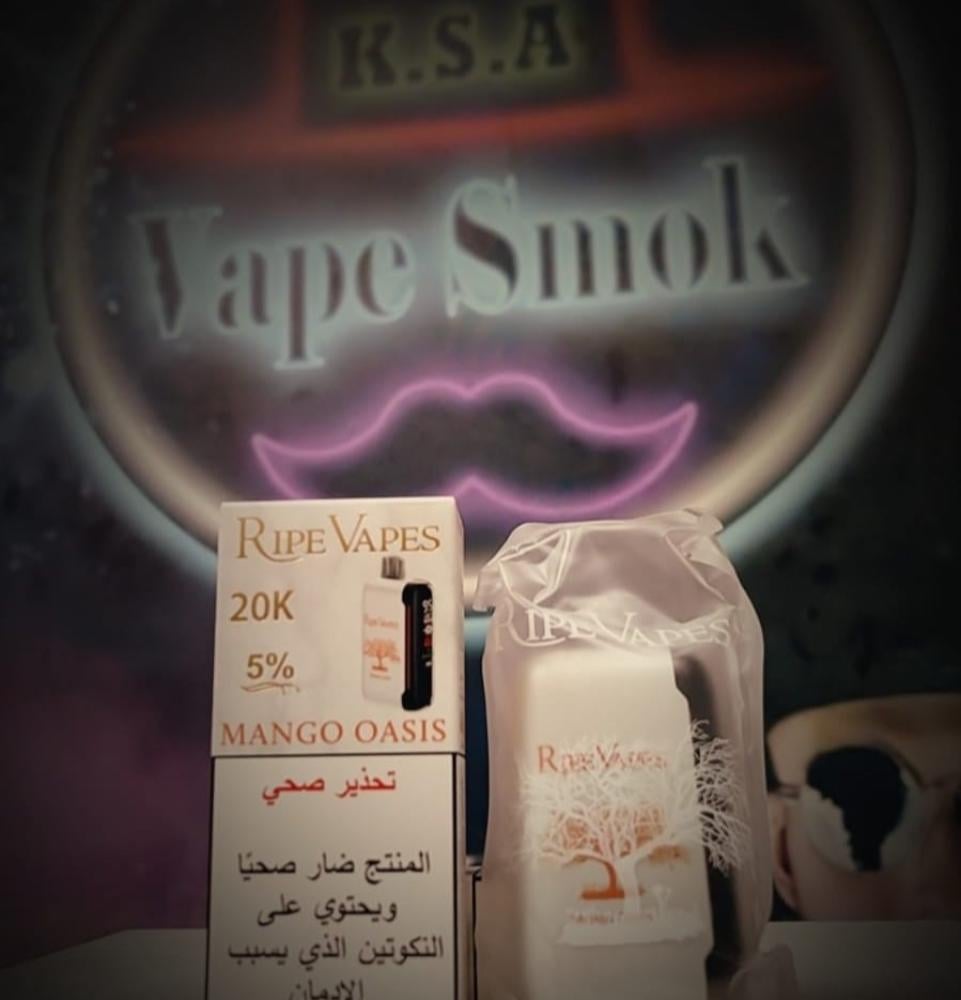 K.S.A
Vape Smok
RIPE VAPES
20K
5%
MANGO OASIS
تحذير صحي
المنتج ضار صحيًا
ويحتوي على
النكوتين الذي يسبب
الإدمان
RIPE VAPES
RIPE VAPES